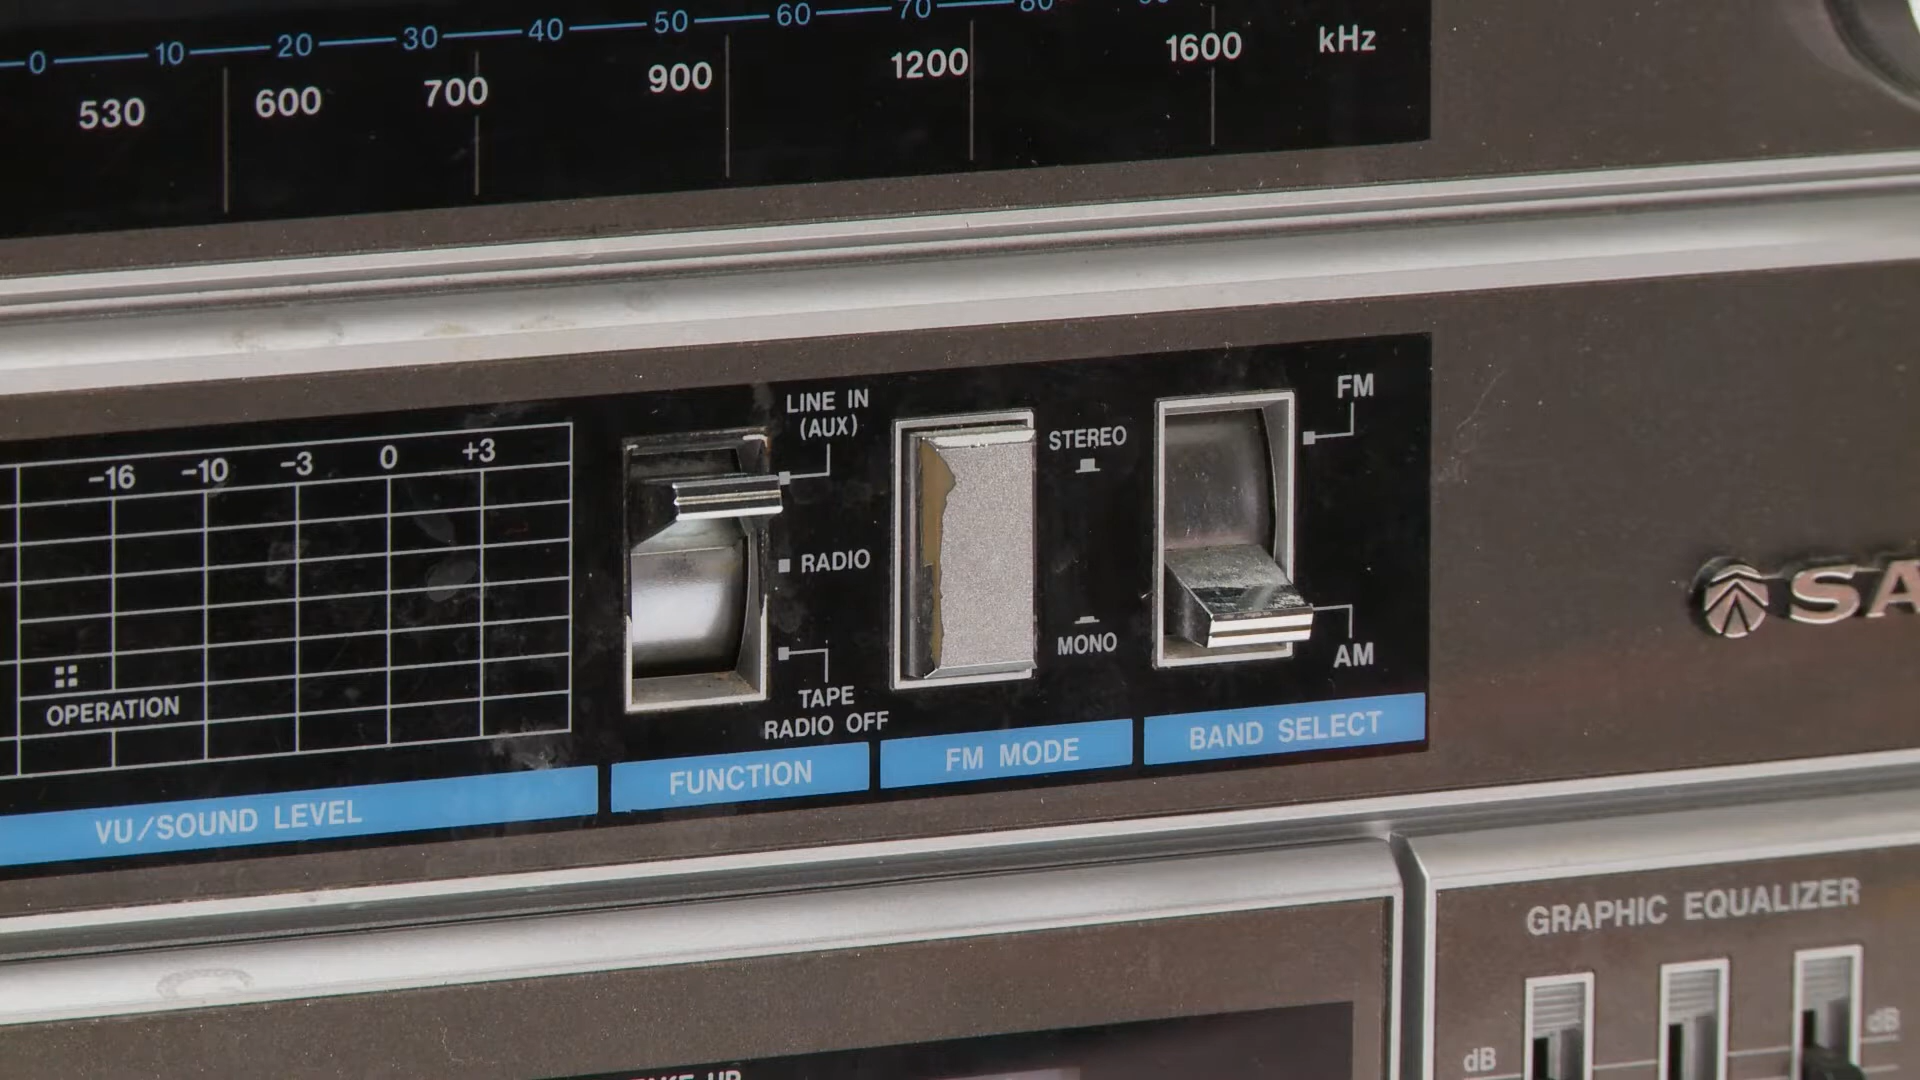 0 10 20 30 40 50 60 70 80
530 600 700 900 1200 1600 kHz
-16 -10 -3 0 +3
OPERATION
VU/SOUND LEVEL
LINE IN
(AUX)
RADIO
TAPE
RADIO OFF
FUNCTION
STEREO
MONO
FM MODE
FM
AM
BAND SELECT
SA
GRAPHIC EQUALIZER
dB
dB